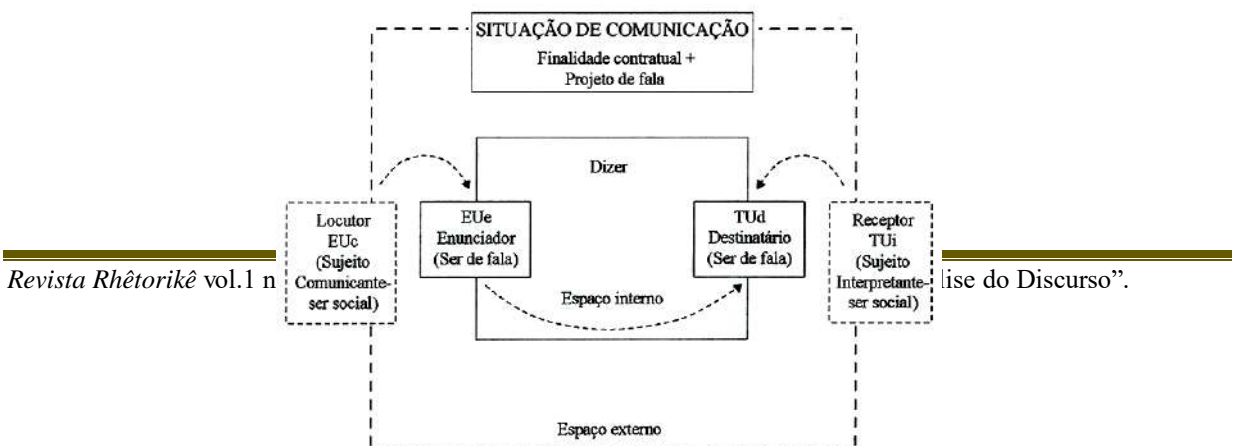 SITUAÇÃO DE COMUNICAÇÃO
Finalidade contratual +
Projeto de fala
Dizer
Locutor
EUc
(Sujeito
Comunicante-
ser social)
EUe
Enunciador
(Ser de fala)
TUd
Destinatário
(Ser de fala)
Receptor
TUi
(Sujeito
Interpretante-
ser social)
Revista Rhêtorikê vol.1 n
lise do Discurso”.
Espaço interno
Espaço externo